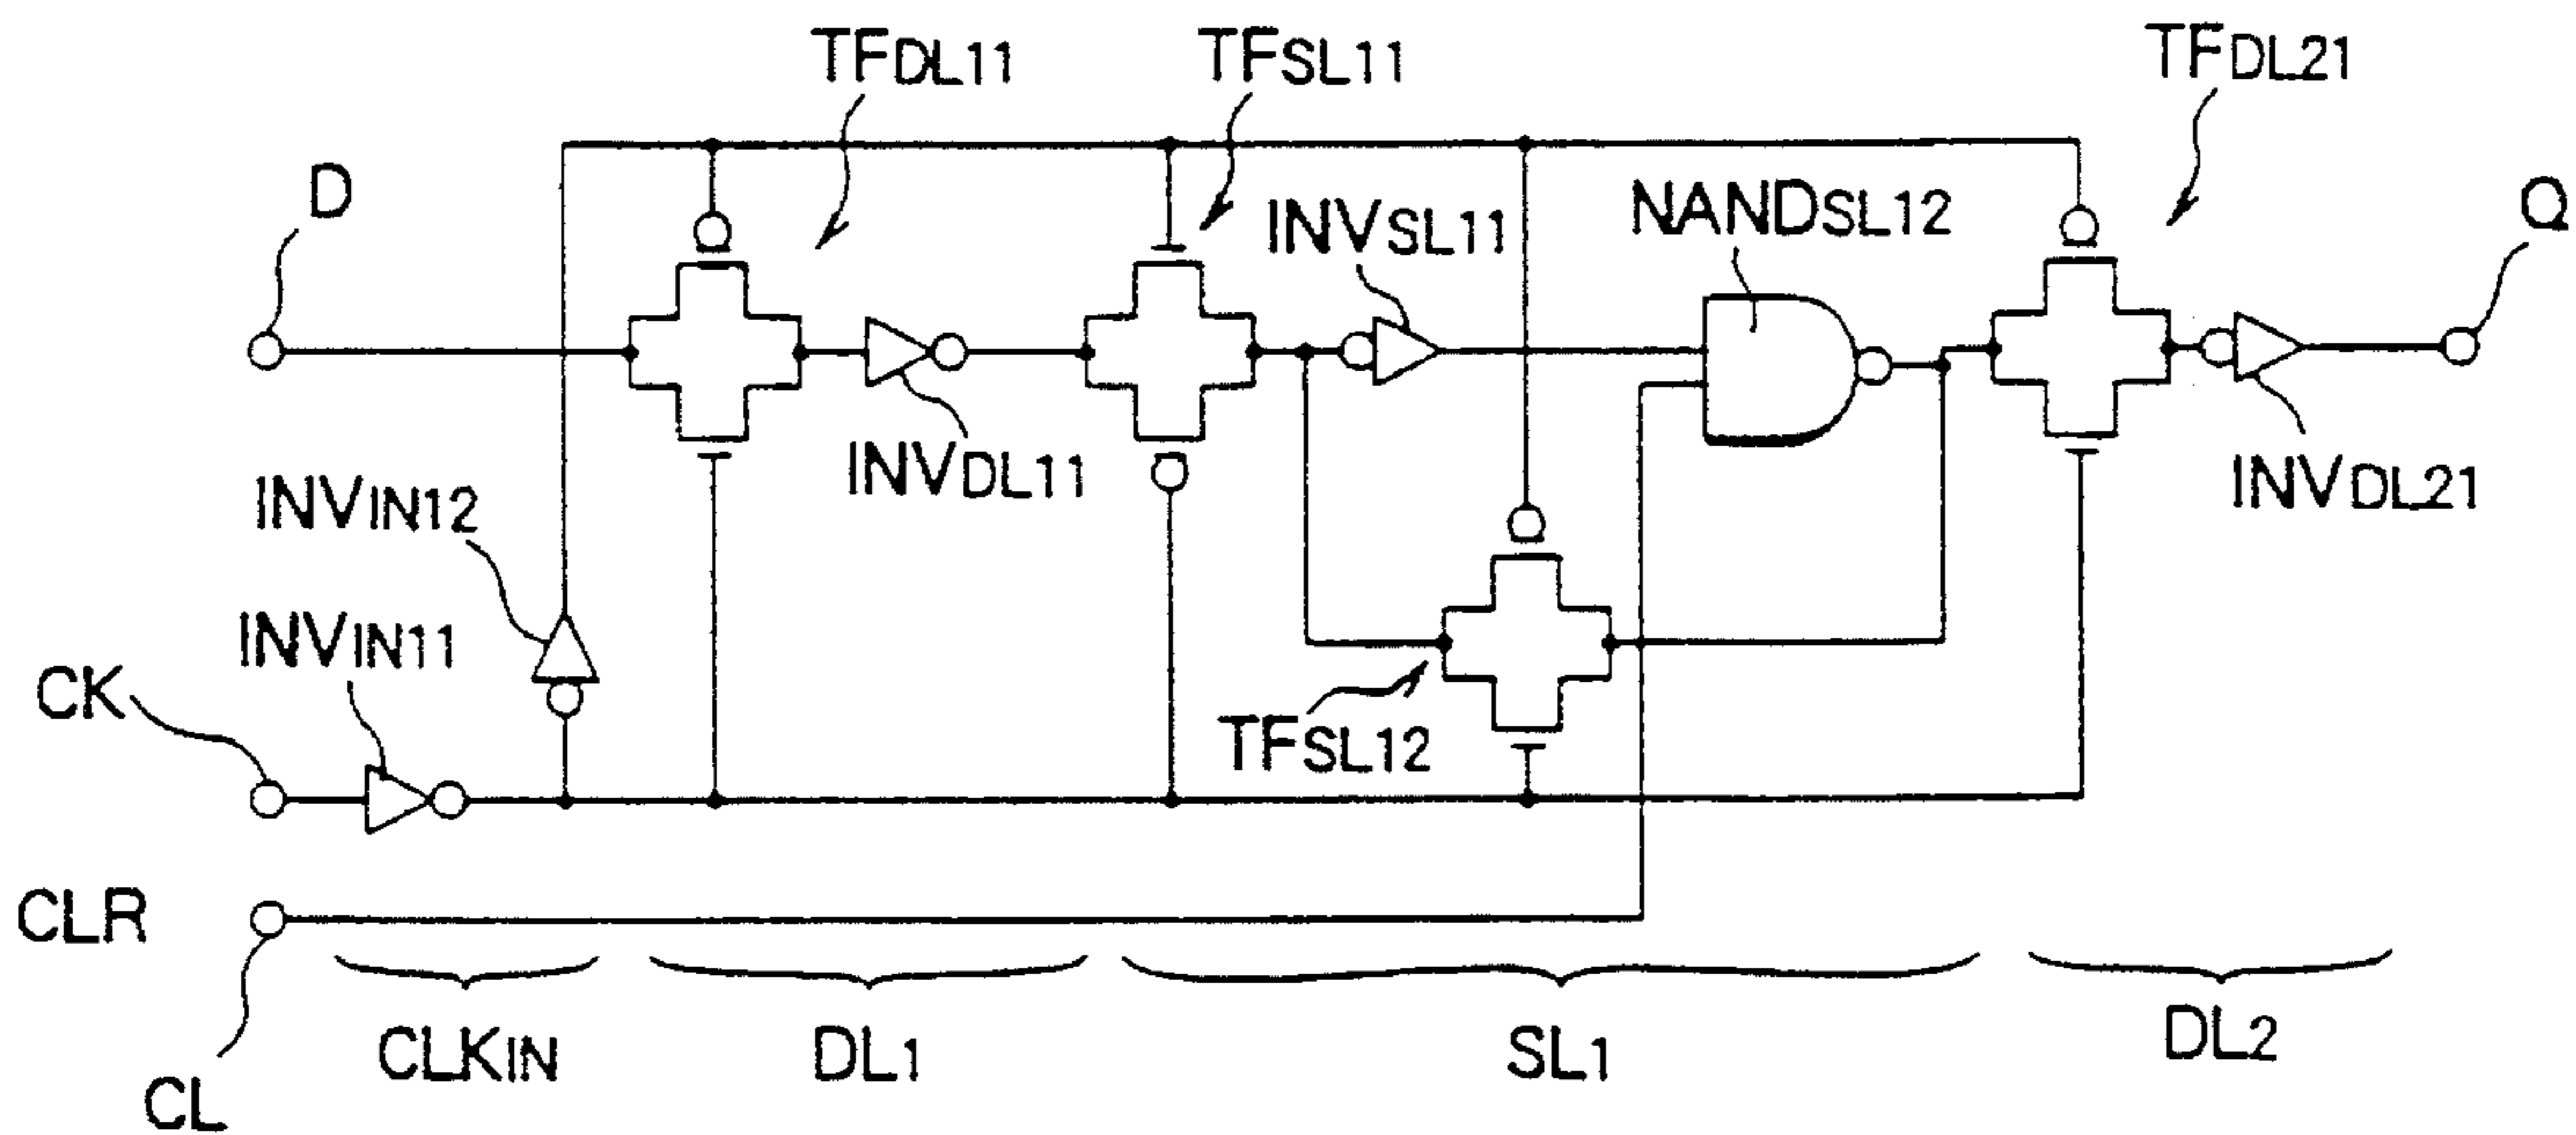 TFDL11
TFSL11
TFDL21
D
INVSL11
NANDSL12
Q
INVDL11
INVDL21
INVIN12
INVIN11
CK
TFSL12
CLR
CL
CLKIN
DL1
SL1
DL2